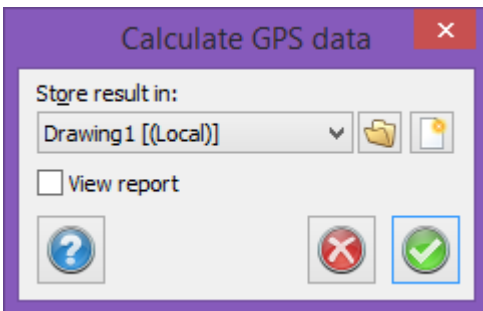 Calculate GPS data
Store result in:
Drawing1 [(Local)]
View report